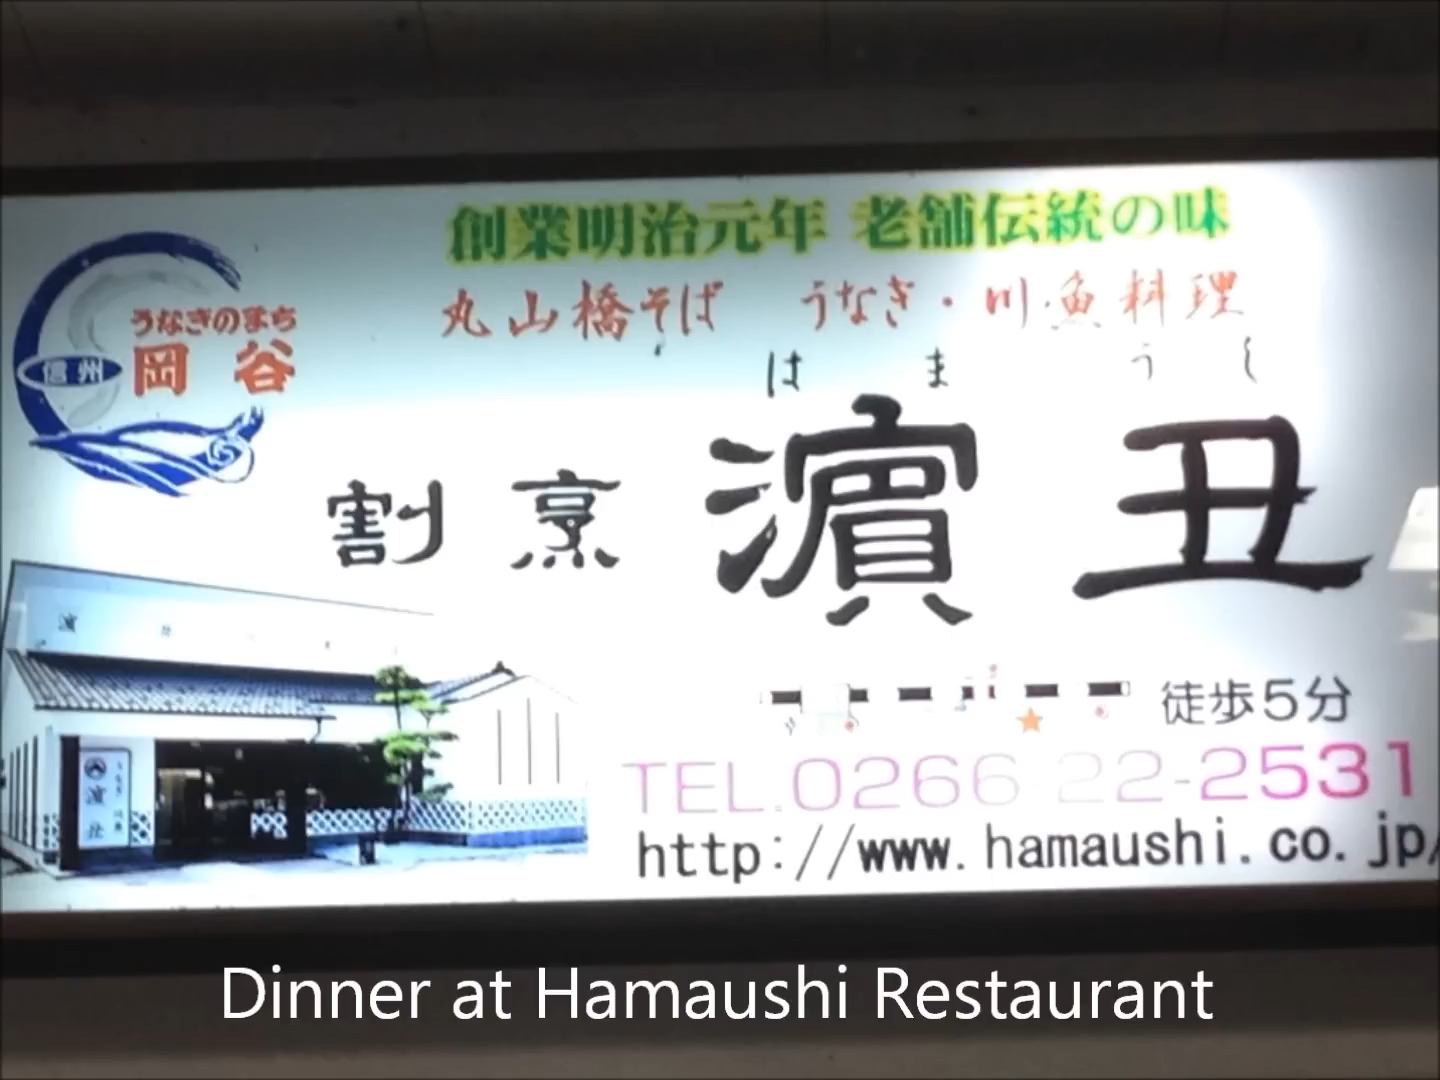 創業明治元年 老舗伝統の味
丸山橋そば うなぎ・川魚料理
うなぎのまち
信州
岡谷
はまうし
割烹 濱丑
徒歩5分
TEL.0266 22-2531
http://www.hamaushi.co.jp/
Dinner at Hamaushi Restaurant